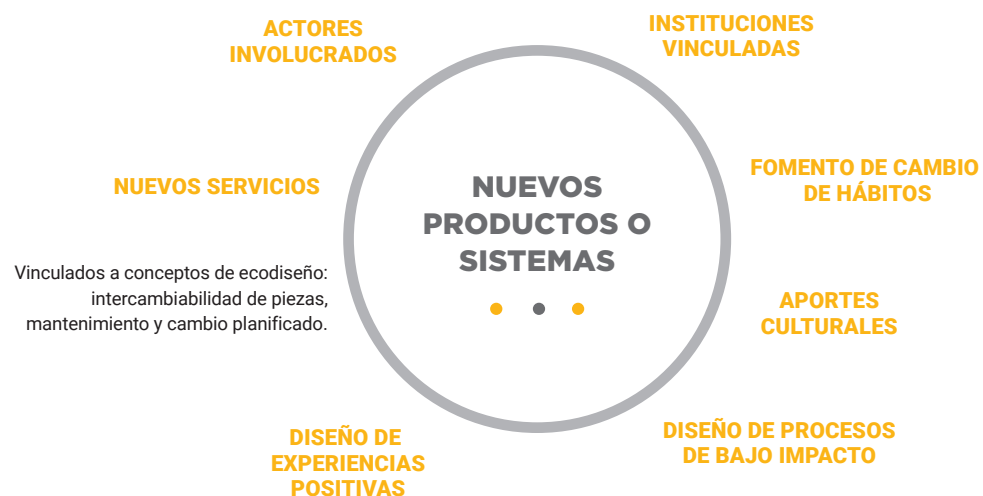 ACTORES
INVOLUCRADOS
INSTITUCIONES
VINCULADAS
NUEVOS SERVICIOS
Vinculados a conceptos de ecodiseño:
intercambiabilidad de piezas,
mantenimiento y cambio planificado.
NUEVOS
PRODUCTOS O
SISTEMAS
FOMENTO DE CAMBIO
DE HÁBITOS
APORTES
CULTURALES
DISEÑO DE
EXPERIENCIAS
POSITIVAS
DISEÑO DE PROCESOS
DE BAJO IMPACTO